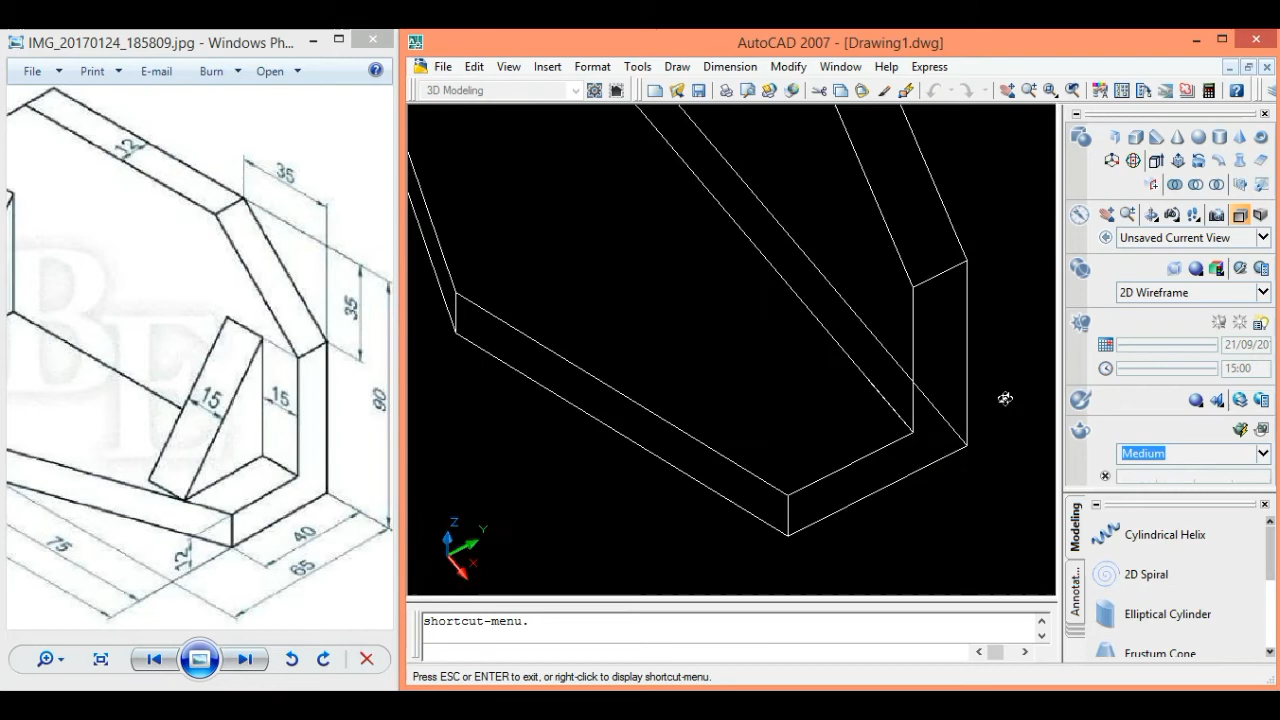 IMG_20170124_185809.jpg - Windows Ph...
File Print E-mail Burn Open
12
35
35
90
15
15
BE
75
12
40
65
AutoCAD 2007 - [Drawing1.dwg]
File Edit View Insert Format Tools Draw Dimension Modify Window Help Express
3D Modeling
Z
Y
X
Unsaved Current View
2D Wireframe
21/09/20
15:00
Medium
Modeling
Annotat...
Cylindrical Helix
2D Spiral
Elliptical Cylinder
Frustum Cone
shortcut-menu.
Press ESC or ENTER to exit, or right-click to display shortcut-menu.